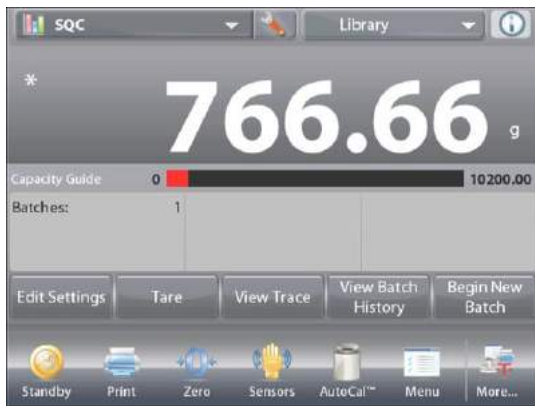 SQC Library
*
766.66 g
Capacity Guide 0 10200.00
Batches: 1
Edit Settings Tare View Trace View Batch History Begin New Batch
Standby Print Zero Sensors AutoCal™ Menu More...